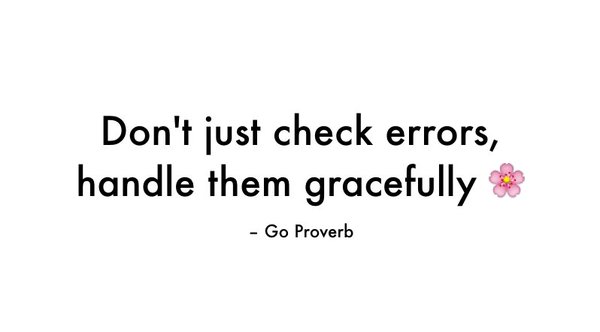 Don't just check errors,
handle them gracefully 🌸
– Go Proverb